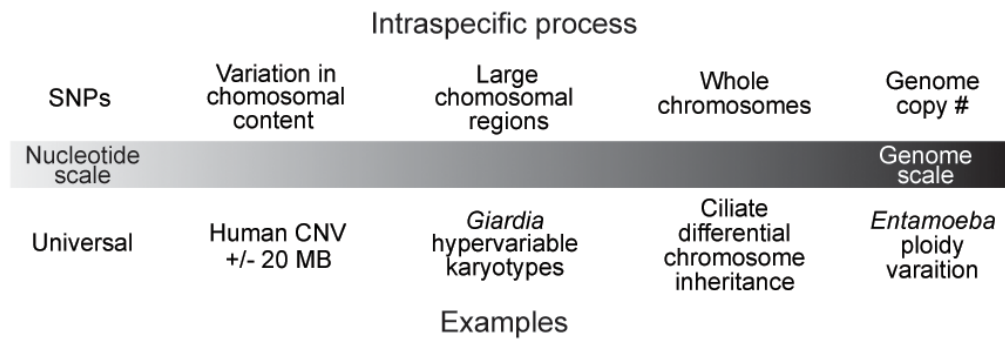 Intraspecific process
SNPs
Variation in
chomosomal
content
Large
chomosomal
regions
Whole
chromosomes
Genome
copy #
Nucleotide
scale
Genome
scale
Universal
Human CNV
+/- 20 MB
Giardia
hypervariable
karyotypes
Ciliate
differential
chromosome
inheritance
Entamoeba
ploidy
varaition
Examples